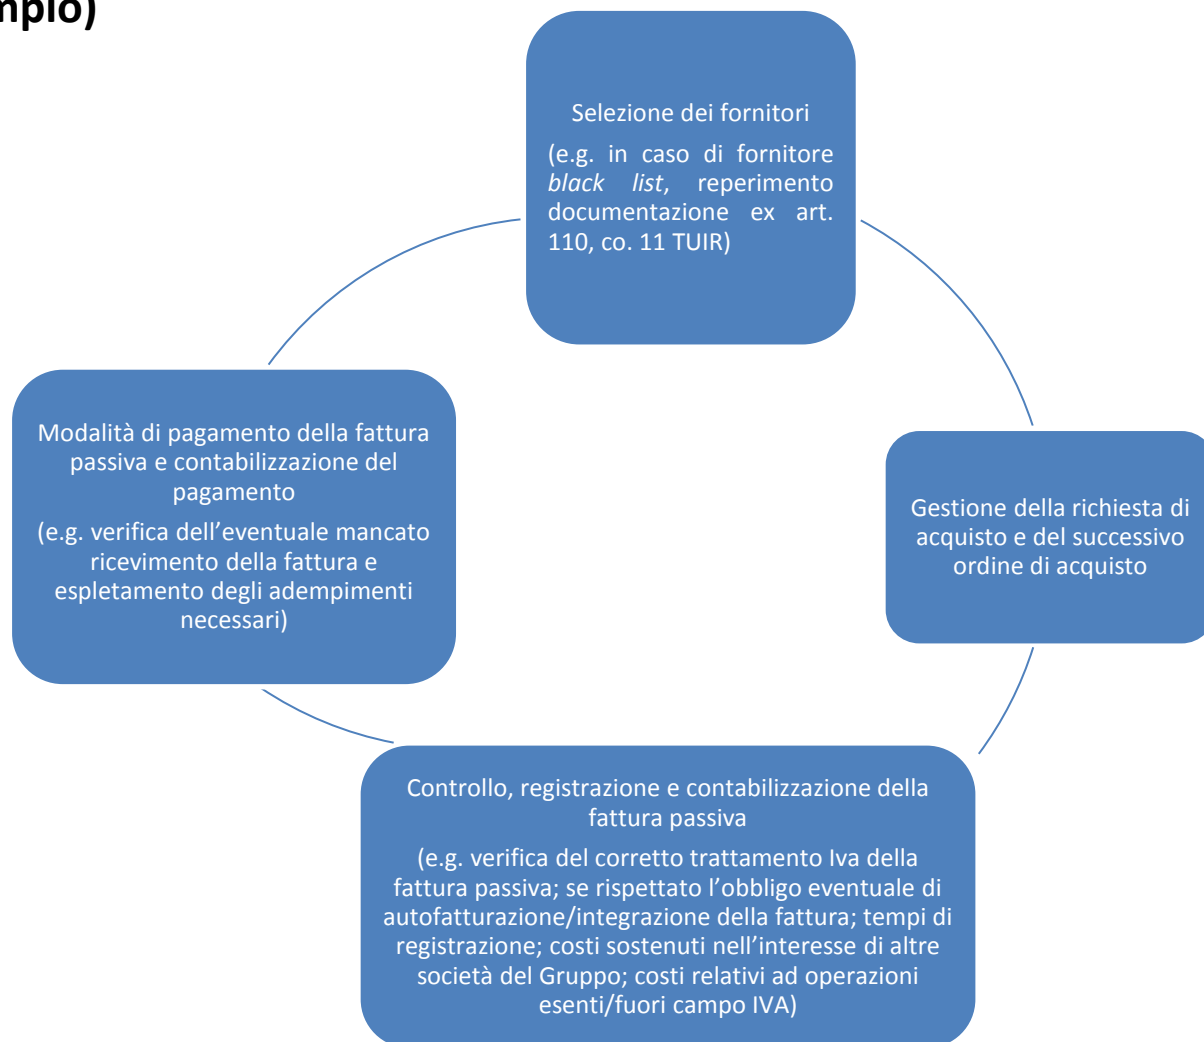 mpio)
Selezione dei fornitori
(e.g. in caso di fornitore
black list, reperimento
documentazione ex art.
110, co. 11 TUIR)
Modalità di pagamento della fattura
passiva e contabilizzazione del
pagamento
(e.g. verifica dell’eventuale mancato
ricevimento della fattura e
espletamento degli adempimenti
necessari)
Gestione della richiesta di
acquisto e del successivo
ordine di acquisto
Controllo, registrazione e contabilizzazione della
fattura passiva
(e.g. verifica del corretto trattamento Iva della
fattura passiva; se rispettato l’obbligo eventuale di
autofatturazione/integrazione della fattura; tempi di
registrazione; costi sostenuti nell’interesse di altre
società del Gruppo; costi relativi ad operazioni
esenti/fuori campo IVA)